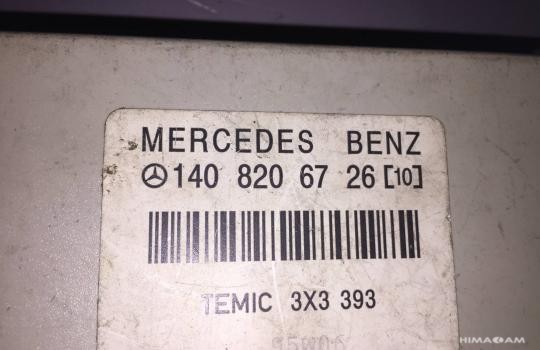 MERCEDES BENZ
140 820 67 26 [10]
TEMIC 3X3 393